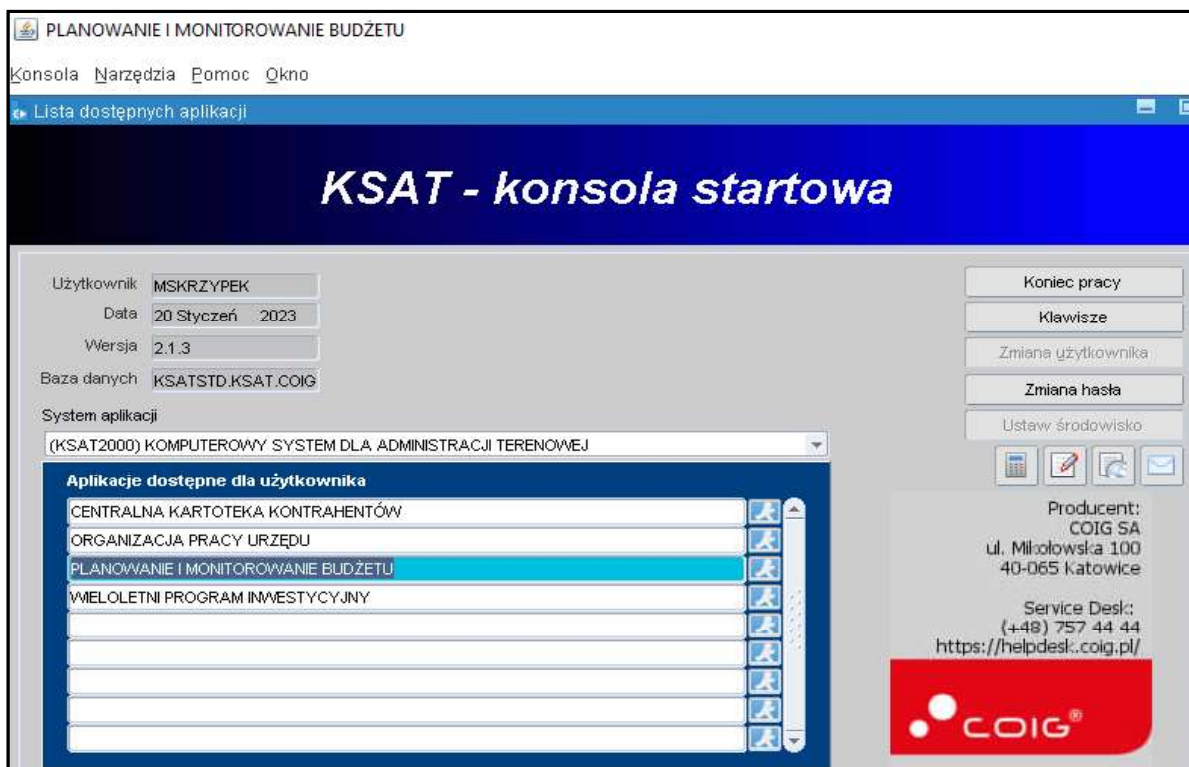 PLANOWANIE I MONITOROWANIE BUDŻETU
Konsola Narzędzia Pomoc Okno
Lista dostępnych aplikacji
KSAT - konsola startowa
Użytkownik MSKRZYPEK
Data 20 Styczeń 2023
Wersja 2.1.3
Baza danych KSATSTD.KSAT.COIG
System aplikacji
(KSAT2000) KOMPUTEROWY SYSTEM DLA ADMINISTRACJI TERENOWEJ
Aplikacje dostępne dla użytkownika
CENTRALNA KARTOTEKA KONTRAHENTÓW
ORGANIZACJA PRACY URZĘDU
PLANOWANIE I MONITOROWANIE BUDŻETU
WIELOLETNI PROGRAM INWESTYCYJNY
Koniec pracy
Klawisze
Zmiana użytkownika
Zmiana hasła
Ustaw środowisko
Producent:
COIG SA
ul. Mikołowska 100
40-065 Katowice
Service Desk:
(+48) 757 44 44
https://helpdesk.coig.pl/
COIG®